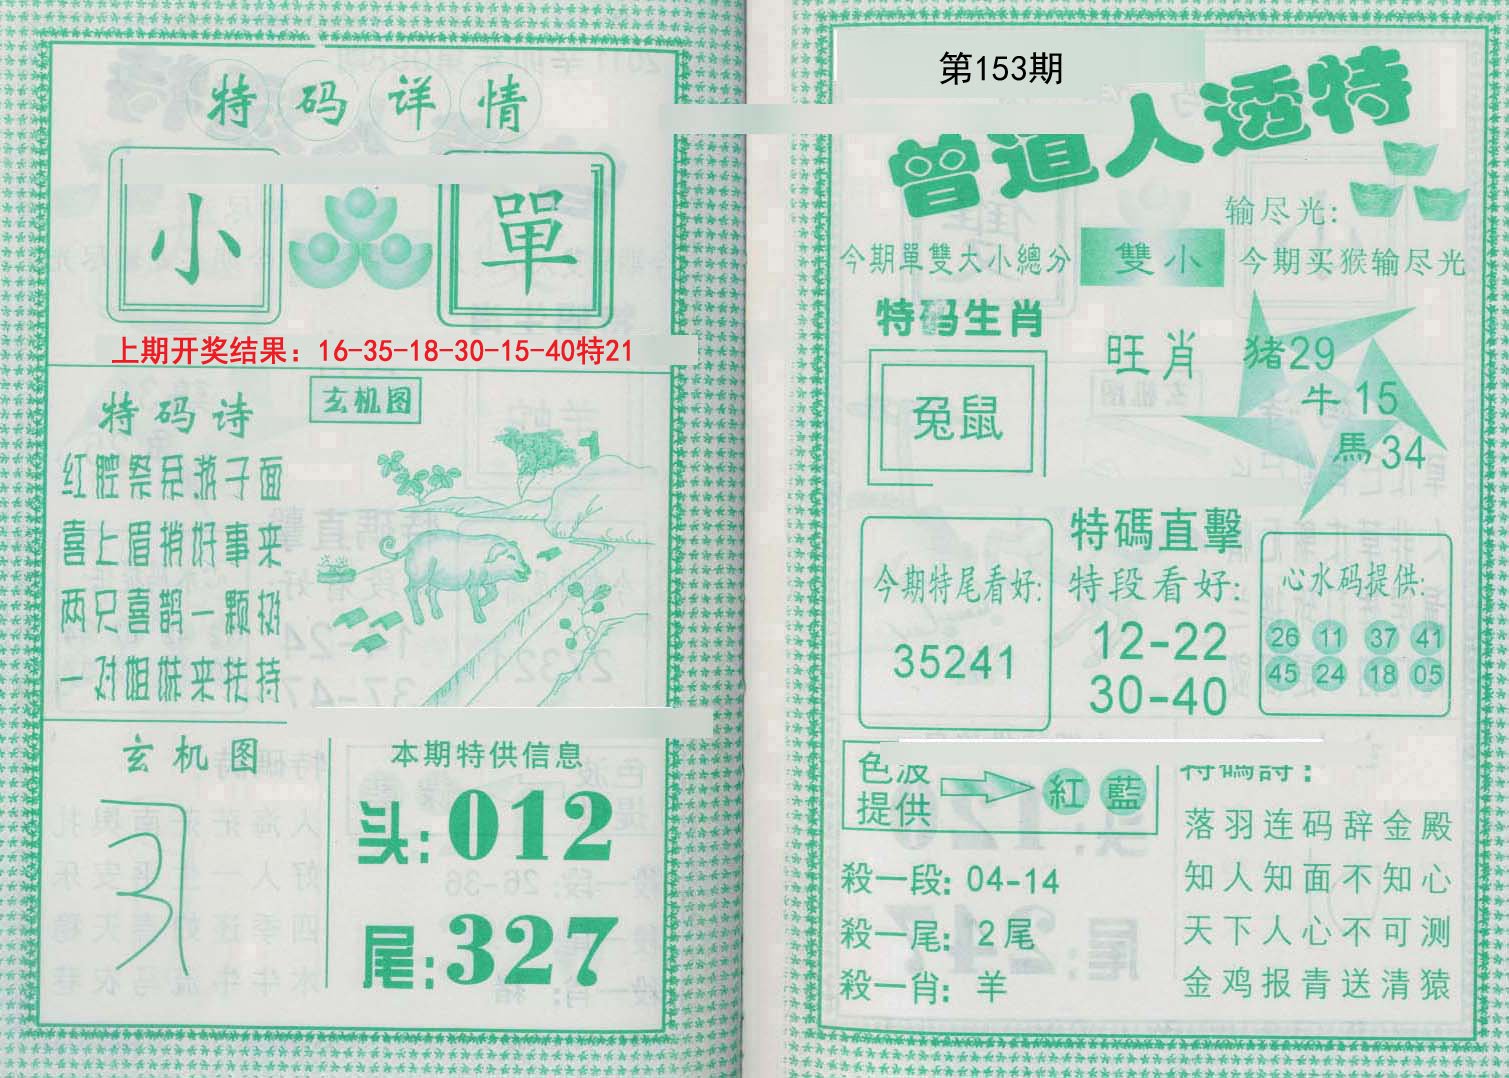 特码详情
小 單
上期开奖结果：16-35-18-30-15-40特21
特码诗
红腔祭旦游子面
喜上眉梢好事来
两只喜鹊一颗杨
一对姐妹来扶持
玄机图
玄机图
本期特供信息
头:012
尾:327
第153期
曾道人透特
输尽光:
今期單雙大小總分 雙小 今期买猴输尽光
特码生肖
兔鼠
旺肖 猪29
牛15
馬34
今期特尾看好:
35241
特碼直擊
特段看好:
12-22
30-40
心水码提供:
26 11 37 41
45 24 18 05
色波
提供
紅 藍
殺一段: 04-14
殺一尾: 2尾
殺一肖: 羊
特碼詩:
落羽连码辞金殿
知人知面不知心
天下人心不可测
金鸡报青送清猿